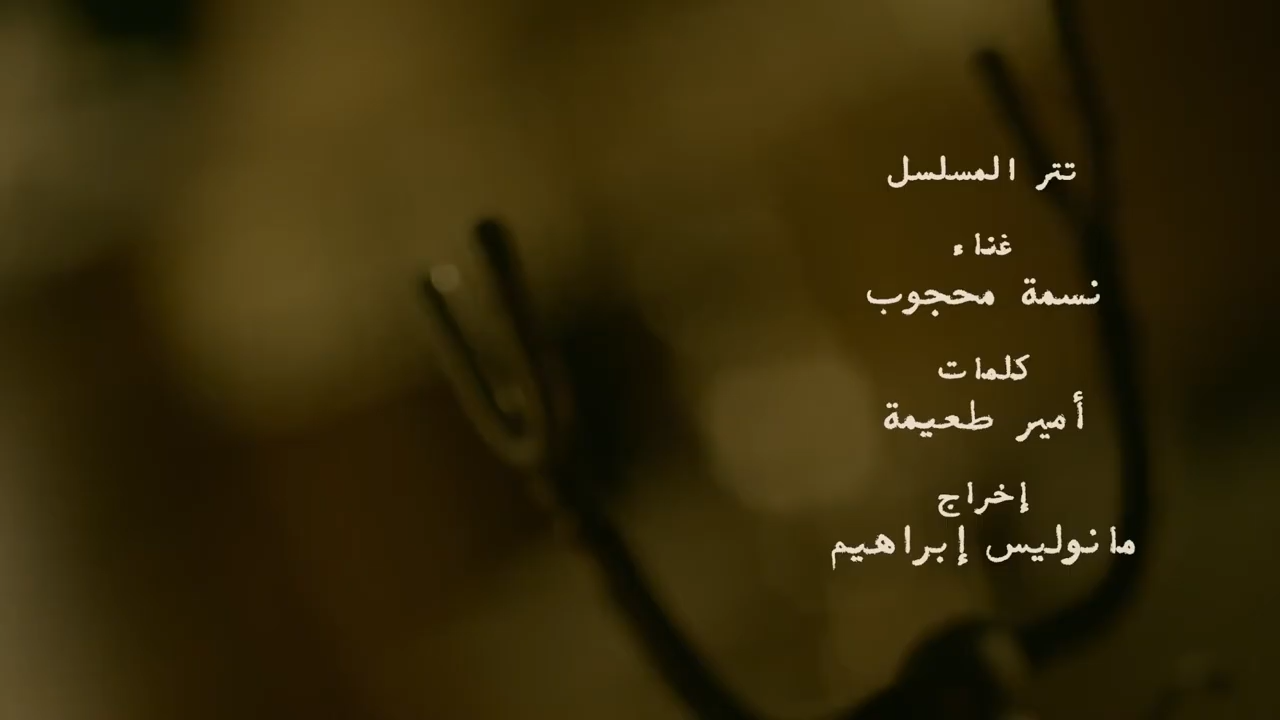 تتر المسلسل
غناء
نسمة محجوب
كلمات
أمير طعيمة
إخراج
مانوليس إبراهيم